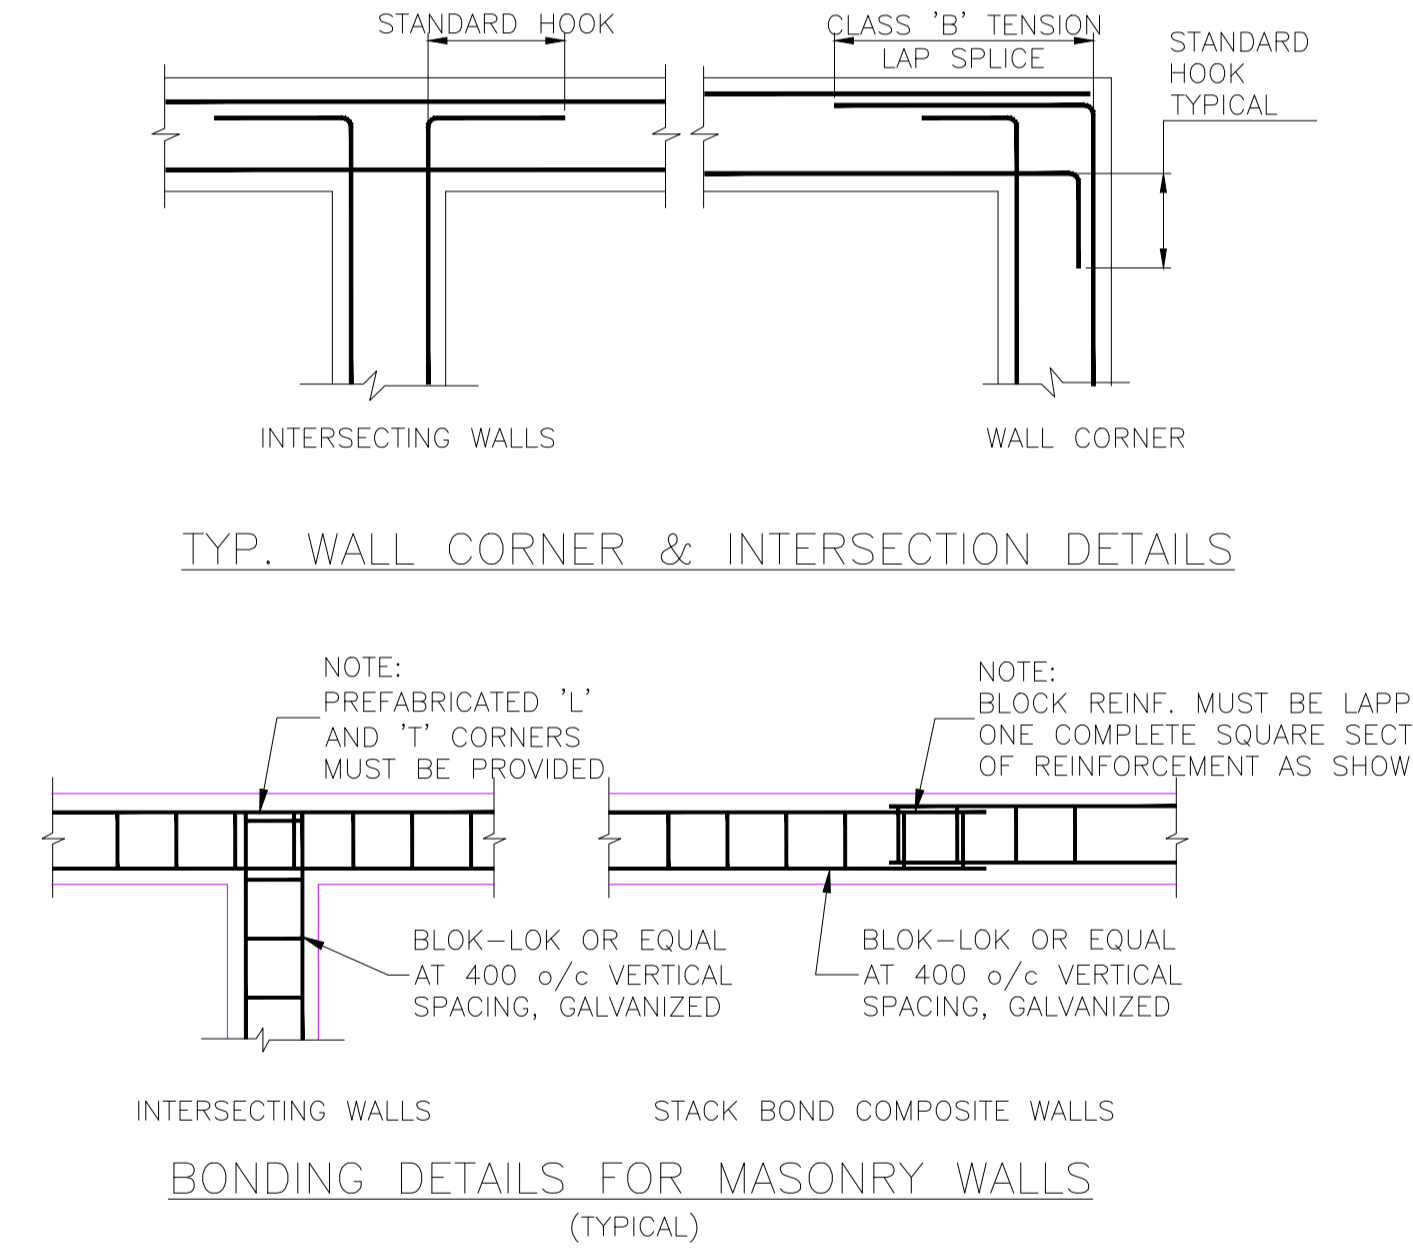 STANDARD HOOK
CLASS 'B' TENSION
LAP SPLICE
STANDARD
HOOK
TYPICAL
INTERSECTING WALLS
WALL CORNER
TYP. WALL CORNER & INTERSECTION DETAILS
NOTE:
PREFABRICATED 'L'
AND 'T' CORNERS
MUST BE PROVIDED
NOTE:
BLOCK REINF. MUST BE LAPP
ONE COMPLETE SQUARE SECT
OF REINFORCEMENT AS SHOW
BLOK-LOK OR EQUAL
AT 400 o/c VERTICAL
SPACING, GALVANIZED
BLOK-LOK OR EQUAL
AT 400 o/c VERTICAL
SPACING, GALVANIZED
INTERSECTING WALLS
STACK BOND COMPOSITE WALLS
BONDING DETAILS FOR MASONRY WALLS
(TYPICAL)